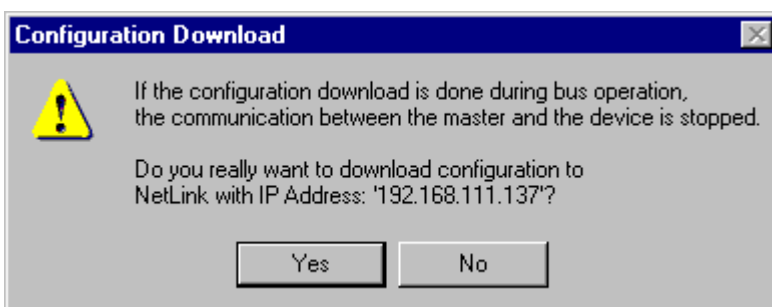 Configuration Download
If the configuration download is done during bus operation,
the communication between the master and the device is stopped.
Do you really want to download configuration to
NetLink with IP Address: '192.168.111.137'?
Yes
No